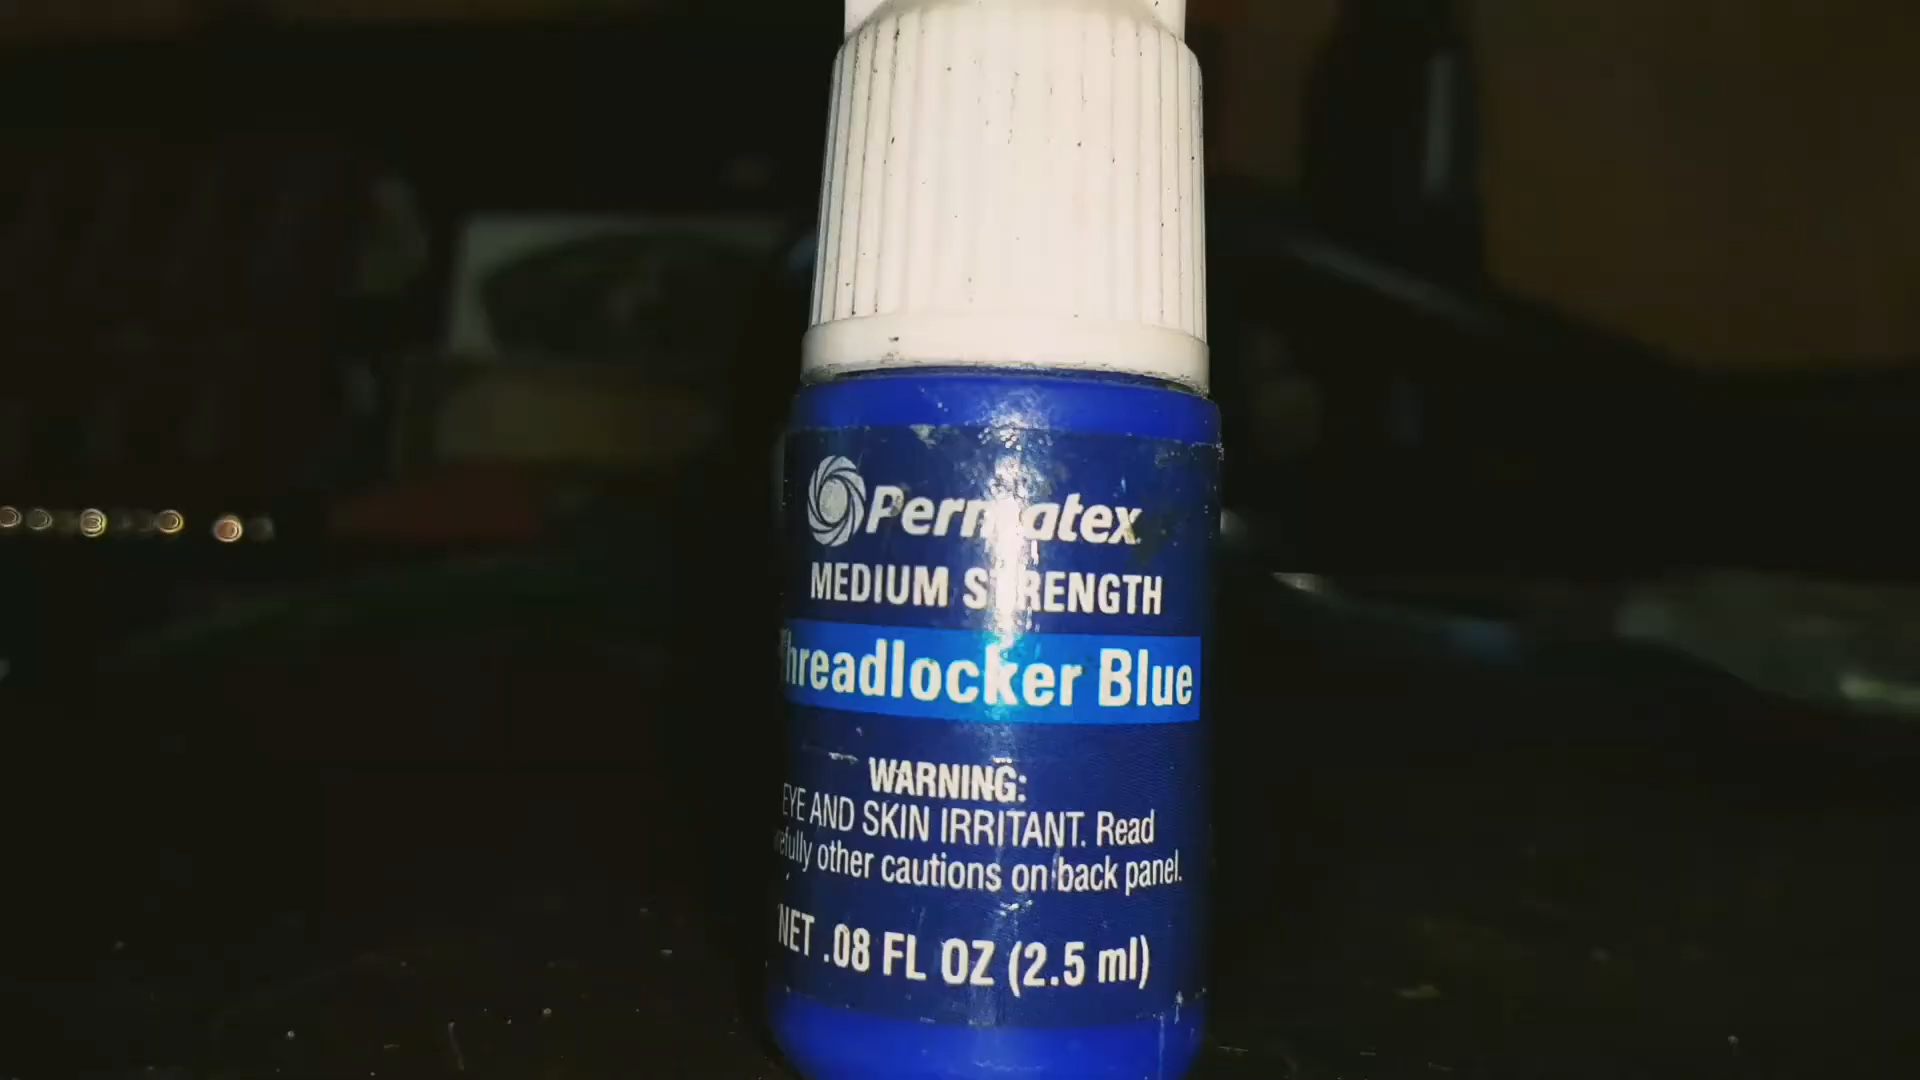 Permatex
MEDIUM STRENGTH
Threadlocker Blue
WARNING:
EYE AND SKIN IRRITANT. Read
carefully other cautions on back panel.
NET .08 FL OZ (2.5 ml)